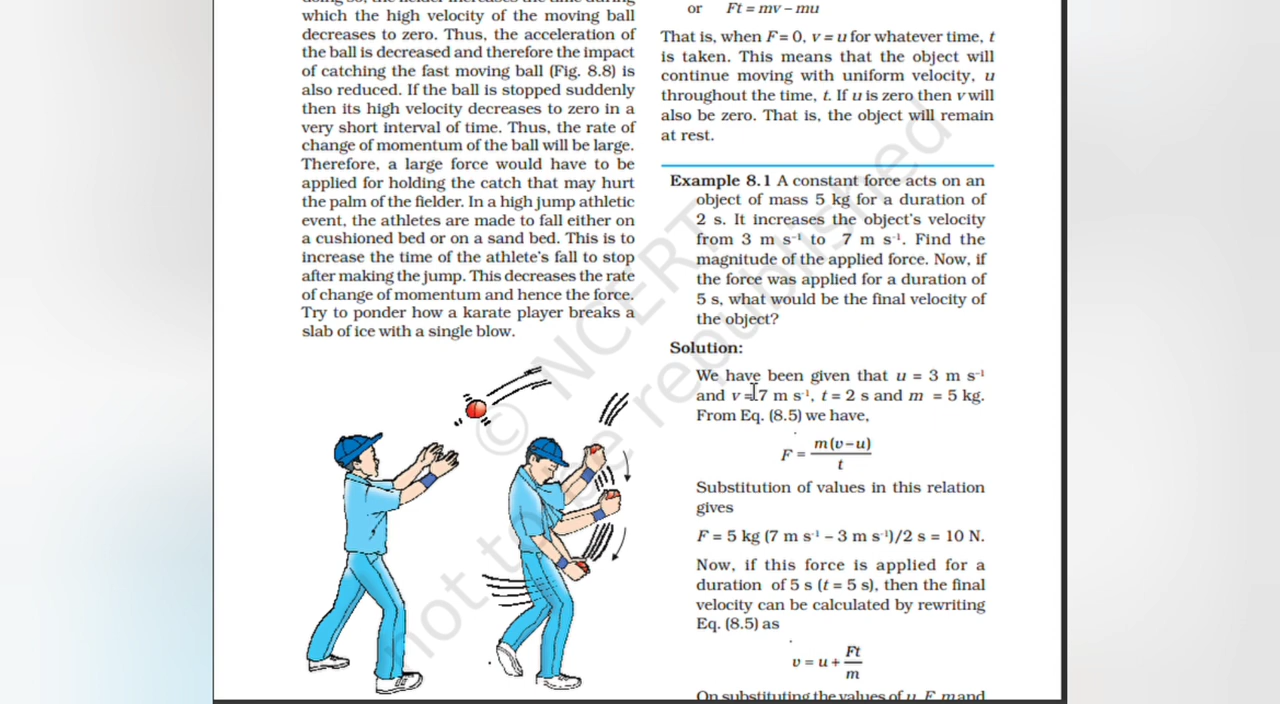 which the high velocity of the moving ball
decreases to zero. Thus, the acceleration of
the ball is decreased and therefore the impact
of catching the fast moving ball (Fig. 8.8) is
also reduced. If the ball is stopped suddenly
then its high velocity decreases to zero in a
very short interval of time. Thus, the rate of
change of momentum of the ball will be large.
Therefore, a large force would have to be
applied for holding the catch that may hurt
the palm of the fielder. In a high jump athletic
event, the athletes are made to fall either on
a cushioned bed or on a sand bed. This is to
increase the time of the athlete's fall to stop
after making the jump. This decreases the rate
of change of momentum and hence the force.
Try to ponder how a karate player breaks a
slab of ice with a single blow.
or Ft = mv – mu
That is, when F = 0, v = u for whatever time, t
is taken. This means that the object will
continue moving with uniform velocity, u
throughout the time, t. If u is zero then v will
also be zero. That is, the object will remain
at rest.
Example 8.1 A constant force acts on an
object of mass 5 kg for a duration of
2 s. It increases the object's velocity
from 3 m s⁻¹ to 7 m s⁻¹. Find the
magnitude of the applied force. Now, if
the force was applied for a duration of
5 s, what would be the final velocity of
the object?
Solution:
We have been given that u = 3 m s⁻¹
and v = 7 m s⁻¹, t = 2 s and m = 5 kg.
From Eq. (8.5) we have,
F = m(v – u)
t
Substitution of values in this relation
gives
F = 5 kg (7 m s⁻¹ – 3 m s⁻¹)/2 s = 10 N.
Now, if this force is applied for a
duration of 5 s (t = 5 s), then the final
velocity can be calculated by rewriting
Eq. (8.5) as
v = u + Ft
m
On substituting the values of u, F, m and
© NCERT
not to be republished